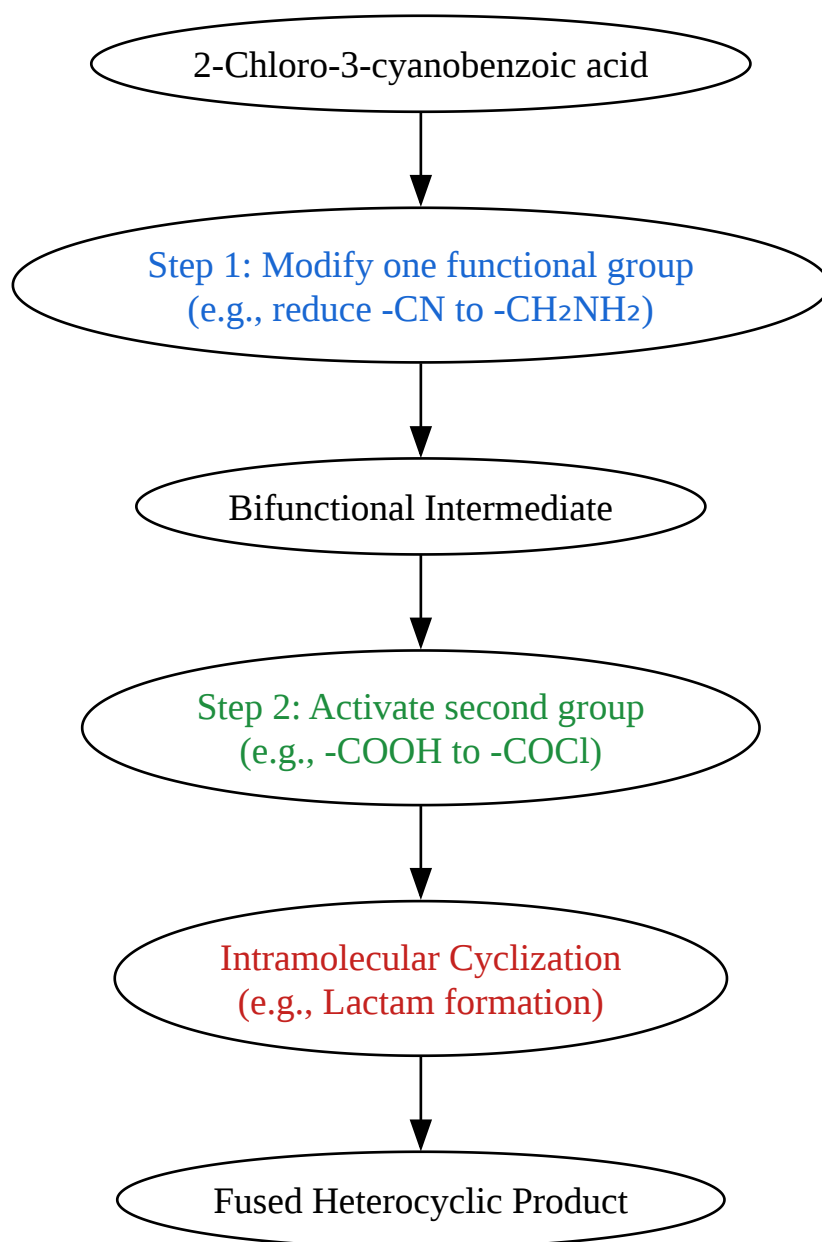 2-Chloro-3-cyanobenzoic acid
Step 1: Modify one functional group
(e.g., reduce -CN to -CH₂NH₂)
Bifunctional Intermediate
Step 2: Activate second group
(e.g., -COOH to -COCl)
Intramolecular Cyclization
(e.g., Lactam formation)
Fused Heterocyclic Product